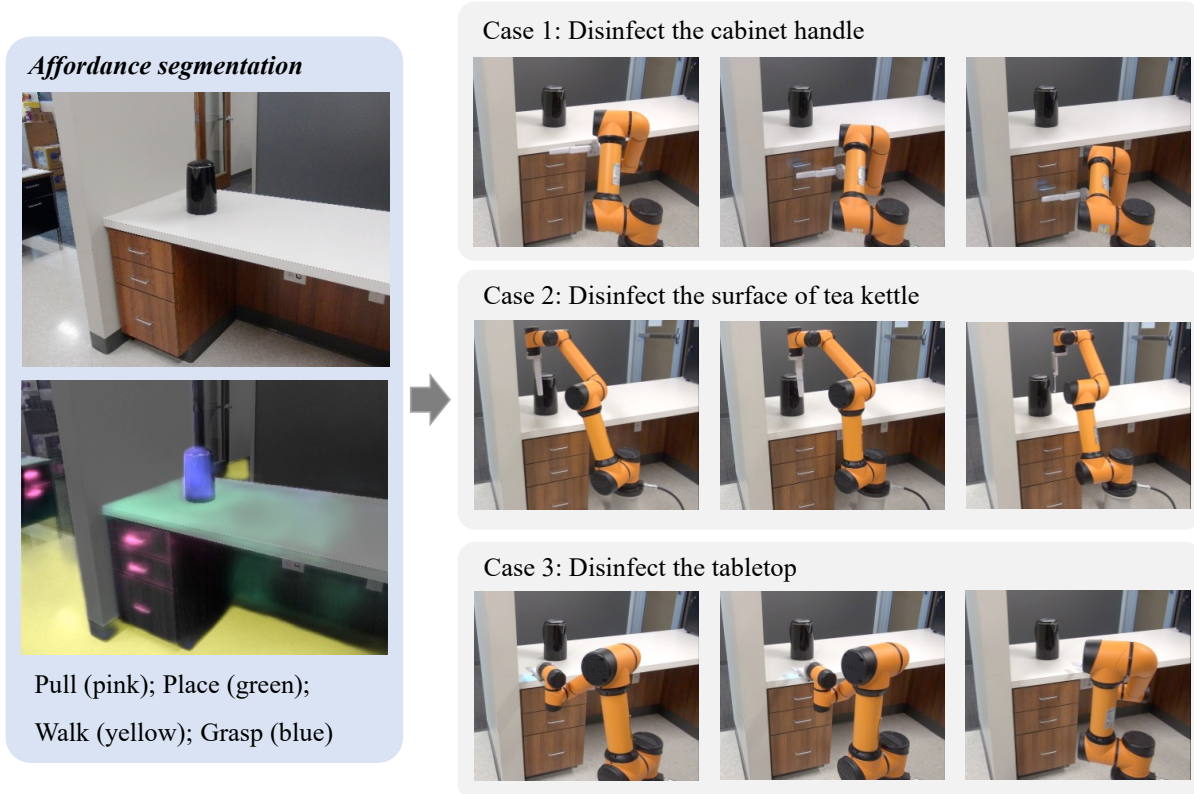 Affordance segmentation
Pull (pink); Place (green);
Walk (yellow); Grasp (blue)
Case 1: Disinfect the cabinet handle
Case 2: Disinfect the surface of tea kettle
Case 3: Disinfect the tabletop